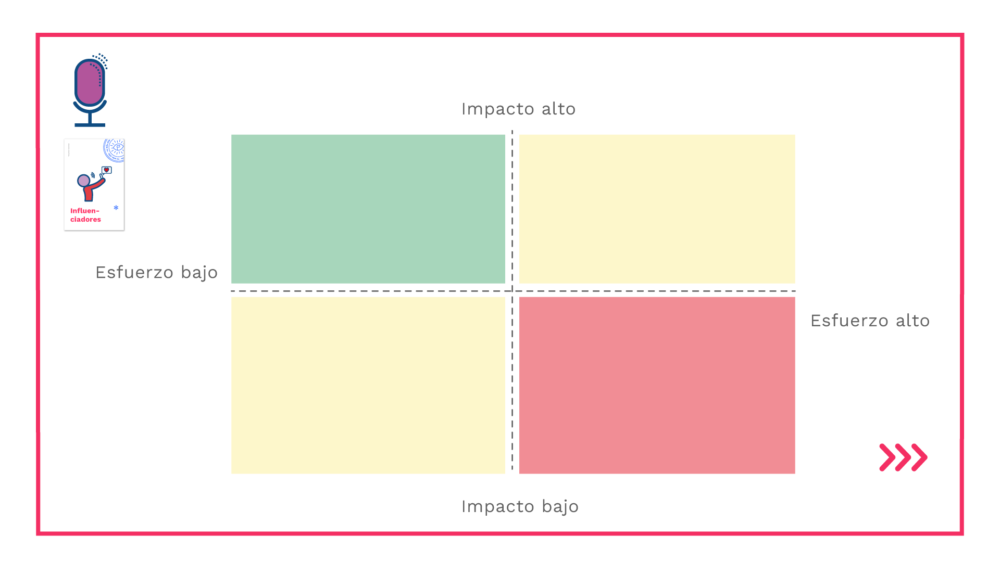 Impacto alto
Influen-
ciadores
*
Esfuerzo bajo
Esfuerzo alto
Impacto bajo